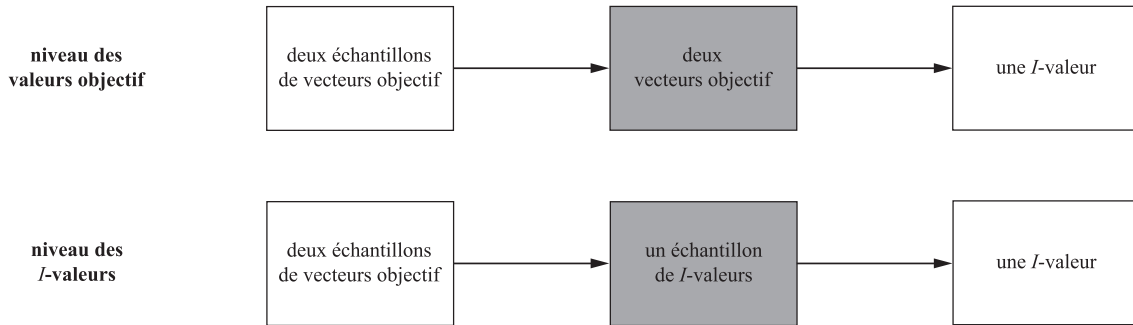 niveau des
valeurs objectif
deux échantillons
de vecteurs objectif
deux
vecteurs objectif
une I-valeur
niveau des
I-valeurs
deux échantillons
de vecteurs objectif
un échantillon
de I-valeurs
une I-valeur